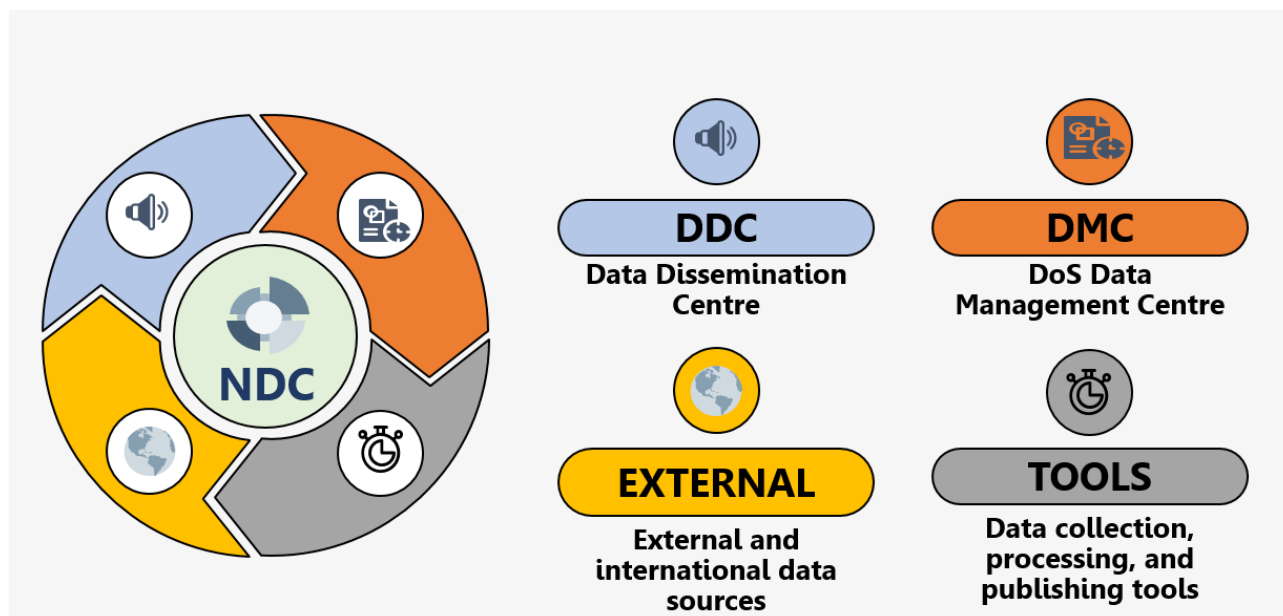 NDC
DDC
Data Dissemination
Centre
DMC
DoS Data
Management Centre
EXTERNAL
External and
international data
sources
TOOLS
Data collection,
processing, and
publishing tools